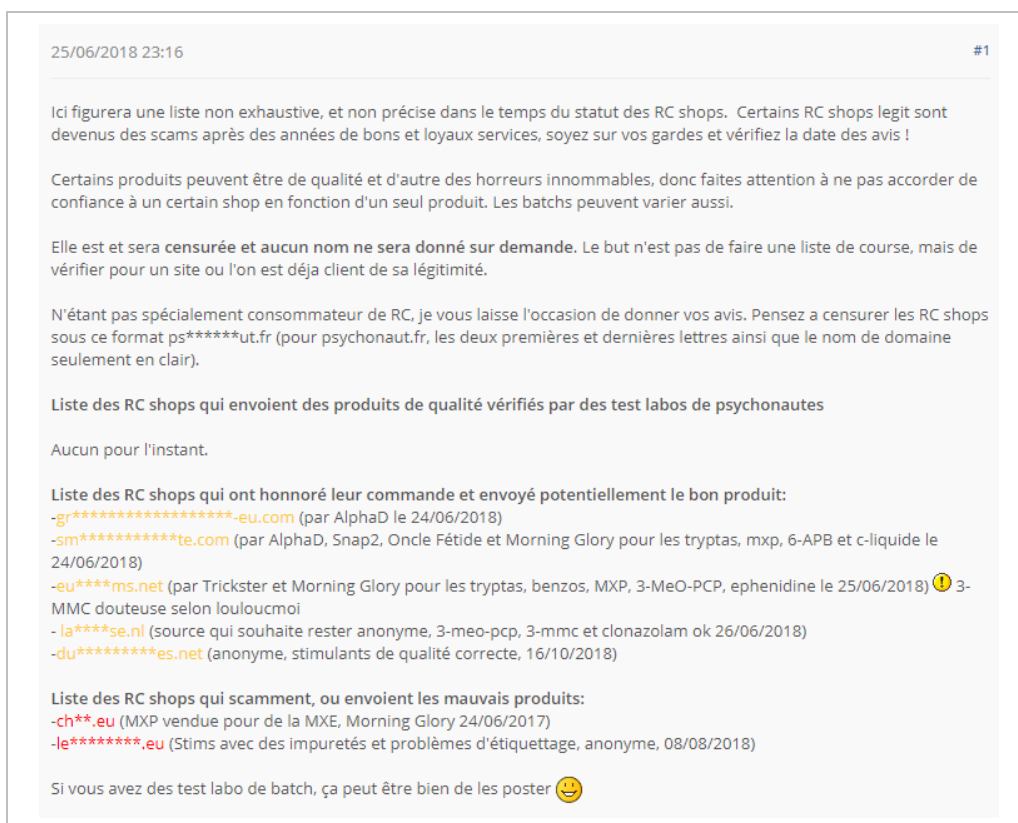 25/06/2018 23:16 #1
Ici figurera une liste non exhaustive, et non précise dans le temps du statut des RC shops. Certains RC shops legit sont
devenus des scams après des années de bons et loyaux services, soyez sur vos gardes et vérifiez la date des avis !
Certains produits peuvent être de qualité et d'autre des horreurs innommables, donc faites attention à ne pas accorder de
confiance à un certain shop en fonction d'un seul produit. Les batchs peuvent varier aussi.
Elle est et sera censurée et aucun nom ne sera donné sur demande. Le but n'est pas de faire une liste de course, mais de
vérifier pour un site ou l'on est déja client de sa légitimité.
N'étant pas spécialement consommateur de RC, je vous laisse l'occasion de donner vos avis. Pensez a censurer les RC shops
sous ce format ps******ut.fr (pour psychonaut.fr, les deux premières et dernières lettres ainsi que le nom de domaine
seulement en clair).
Liste des RC shops qui envoient des produits de qualité vérifiés par des test labos de psychonautes
Aucun pour l'instant.
Liste des RC shops qui ont honnoré leur commande et envoyé potentiellement le bon produit:
-gr******************-eu.com (par AlphaD le 24/06/2018)
-sm***********te.com (par AlphaD, Snap2, Oncle Fétide et Morning Glory pour les tryptas, mxp, 6-APB et c-liquide le
24/06/2018)
-eu****ms.net (par Trickster et Morning Glory pour les tryptas, benzos, MXP, 3-MeO-PCP, ephenidine le 25/06/2018) 3-
MMC douteuse selon louloucmoi
- la****se.nl (source qui souhaite rester anonyme, 3-meo-pcp, 3-mmc et clonazolam ok 26/06/2018)
-du*********es.net (anonyme, stimulants de qualité correcte, 16/10/2018)
Liste des RC shops qui scamment, ou envoient les mauvais produits:
-ch**.eu (MXP vendue pour de la MXE, Morning Glory 24/06/2017)
-le********.eu (Stims avec des impuretés et problèmes d'étiquettage, anonyme, 08/08/2018)
Si vous avez des test labo de batch, ça peut être bien de les poster